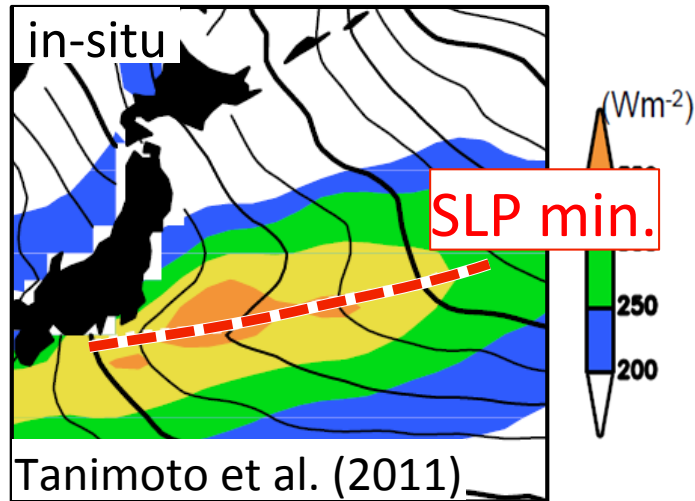 in-situ
(Wm-2)
SLP min.
250
200
Tanimoto et al. (2011)